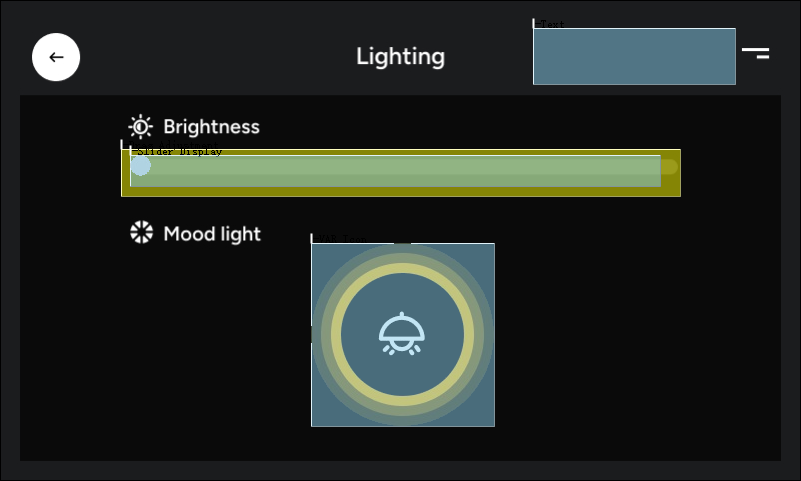 Text
Lighting
Brightness
Slider Display
Mood light